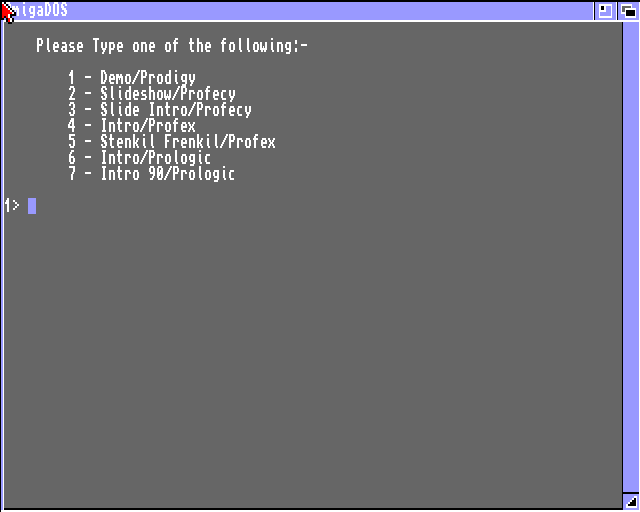 AmigaDOS
Please Type one of the following:-
1 - Demo/Prodigy
2 - Slideshow/Profecy
3 - Slide Intro/Profecy
4 - Intro/Profex
5 - Stenkil Frenkil/Profex
6 - Intro/Prologic
7 - Intro 90/Prologic
1>